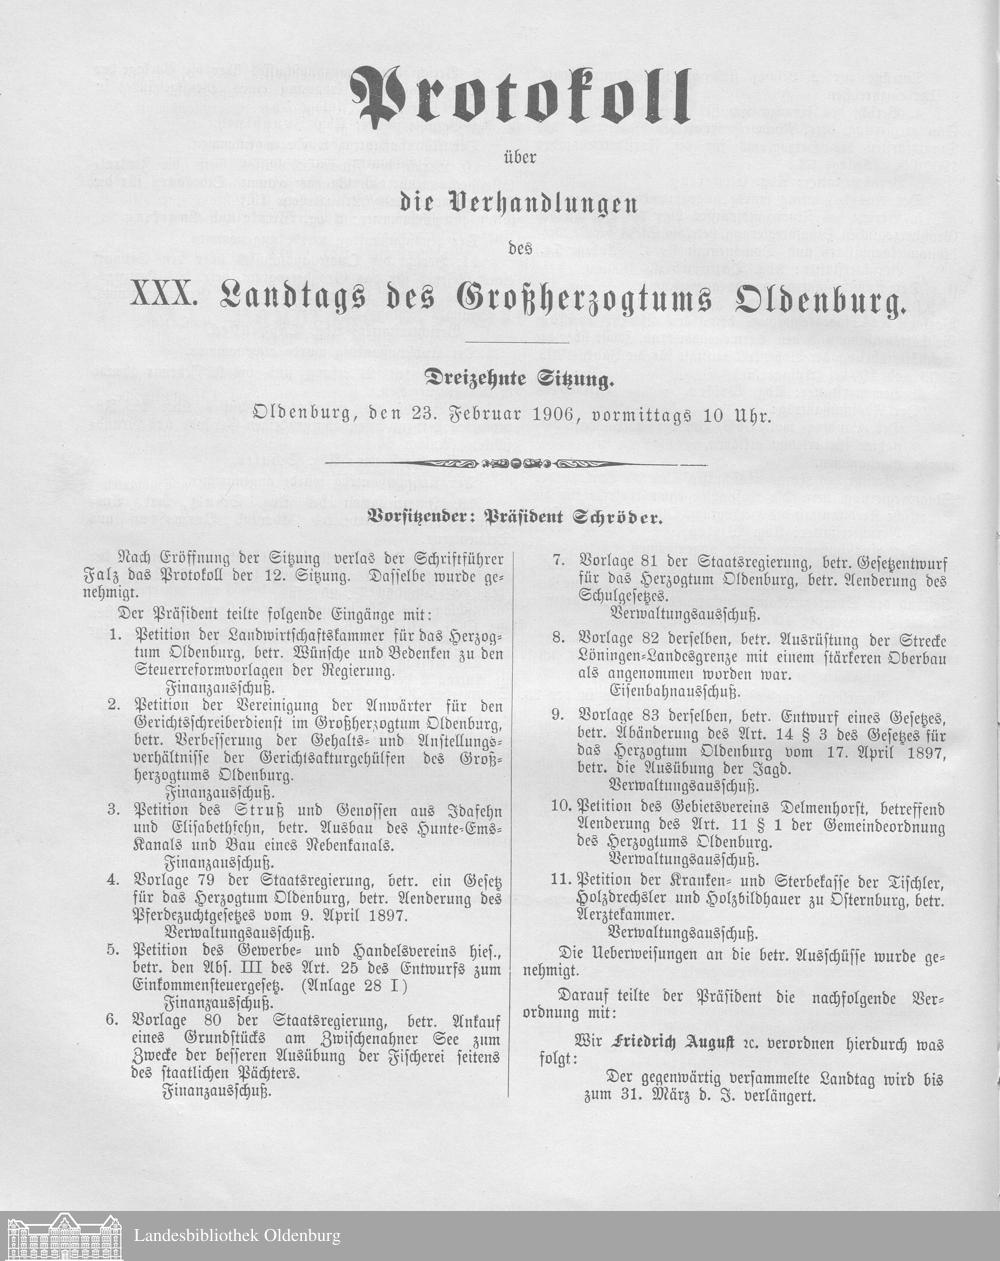 Protokoll
über
die Verhandlungen
des
XXX. Landtags des Großherzogtums Oldenburg.
Dreizehnte Sitzung.
Oldenburg, den 23. Februar 1906, vormittags 10 Uhr.
Vorsitzender: Präsident Schröder.
Nach Eröffnung der Sitzung verlas der Schriftführer
Falz das Protokoll der 12. Sitzung. Dasselbe wurde ge-
nehmigt.
Der Präsident teilte folgende Eingänge mit:
1. Petition der Landwirtschaftskammer für das Herzog-
tum Oldenburg, betr. Wünsche und Bedenken zu den
Steuerreformvorlagen der Regierung.
Finanzausschuß.
2. Petition der Vereinigung der Anwärter für den
Gerichtsschreiberdienst im Großherzogtum Oldenburg,
betr. Verbesserung der Gehalts- und Anstellungs-
verhältnisse der Gerichtsakturgehülfen des Groß-
herzogtums Oldenburg.
Finanzausschuß.
3. Petition des Struß und Genossen aus Idafehn
und Elisabethfehn, betr. Ausbau des Hunte-Ems-
Kanals und Bau eines Nebenkanals.
Finanzausschuß.
4. Vorlage 79 der Staatsregierung, betr. ein Gesetz
für das Herzogtum Oldenburg, betr. Aenderung des
Pferdezuchtgesetzes vom 9. April 1897.
Verwaltungsausschuß.
5. Petition des Gewerbe- und Handelsvereins hies.,
betr. den Abs. III des Art. 25 des Entwurfs zum
Einkommensteuergesetz. (Anlage 28 I)
Finanzausschuß.
6. Vorlage 80 der Staatsregierung, betr. Ankauf
eines Grundstücks am Zwischenahner See zum
Zwecke der besseren Ausübung der Fischerei seitens
des staatlichen Pächters.
Finanzausschuß.
7. Vorlage 81 der Staatsregierung, betr. Gesetzentwurf
für das Herzogtum Oldenburg, betr. Aenderung des
Schulgesetzes.
Verwaltungsausschuß.
8. Vorlage 82 derselben, betr. Ausrüstung der Strecke
Löningen-Landesgrenze mit einem stärkeren Oberbau
als angenommen worden war.
Eisenbahnausschuß.
9. Vorlage 83 derselben, betr. Entwurf eines Gesetzes,
betr. Abänderung des Art. 14 § 3 des Gesetzes für
das Herzogtum Oldenburg vom 17. April 1897,
betr. die Ausübung der Jagd.
Verwaltungsausschuß.
10. Petition des Gebietsvereins Delmenhorst, betreffend
Aenderung des Art. 11 § 1 der Gemeindeordnung
des Herzogtums Oldenburg.
Verwaltungsausschuß.
11. Petition der Kranken- und Sterbekasse der Tischler,
Holzdrechsler und Holzbildhauer zu Osternburg, betr.
Aerztekammer.
Verwaltungsausschuß.
Die Ueberweisungen an die betr. Ausschüsse wurde ge-
nehmigt.
Darauf teilte der Präsident die nachfolgende Ver-
ordnung mit:
Wir Friedrich August ꝛc. verordnen hierdurch was
folgt:
Der gegenwärtig versammelte Landtag wird bis
zum 31. März d. J. verlängert.
Landesbibliothek Oldenburg